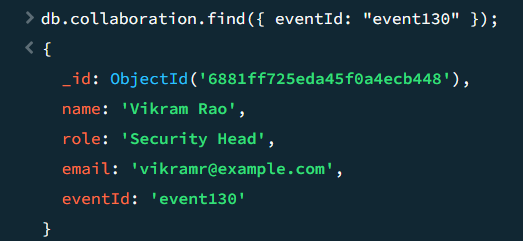 > db.collaboration.find({ eventId: "event130" });
< {
_id: ObjectId('6881ff725eda45f0a4ecb448'),
name: 'Vikram Rao',
role: 'Security Head',
email: 'vikramr@example.com',
eventId: 'event130'
}